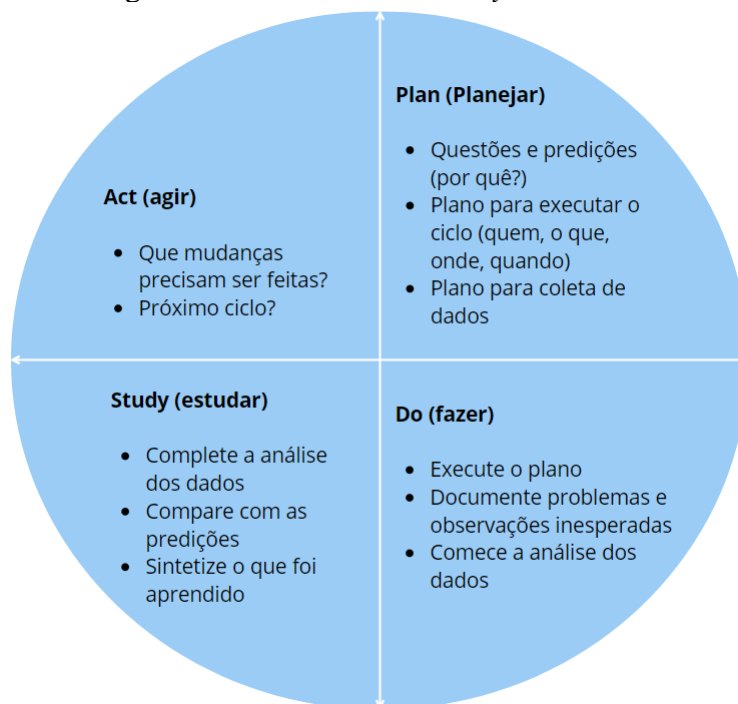 Plan (Planejar)
• Questões e predições
(por quê?)
• Plano para executar o
ciclo (quem, o que,
onde, quando)
• Plano para coleta de
dados
Act (agir)
• Que mudanças
precisam ser feitas?
• Próximo ciclo?
Study (estudar)
• Complete a análise
dos dados
• Compare com as
predições
• Sintetize o que foi
aprendido
Do (fazer)
• Execute o plano
• Documente problemas e
observações inesperadas
• Comece a análise dos
dados